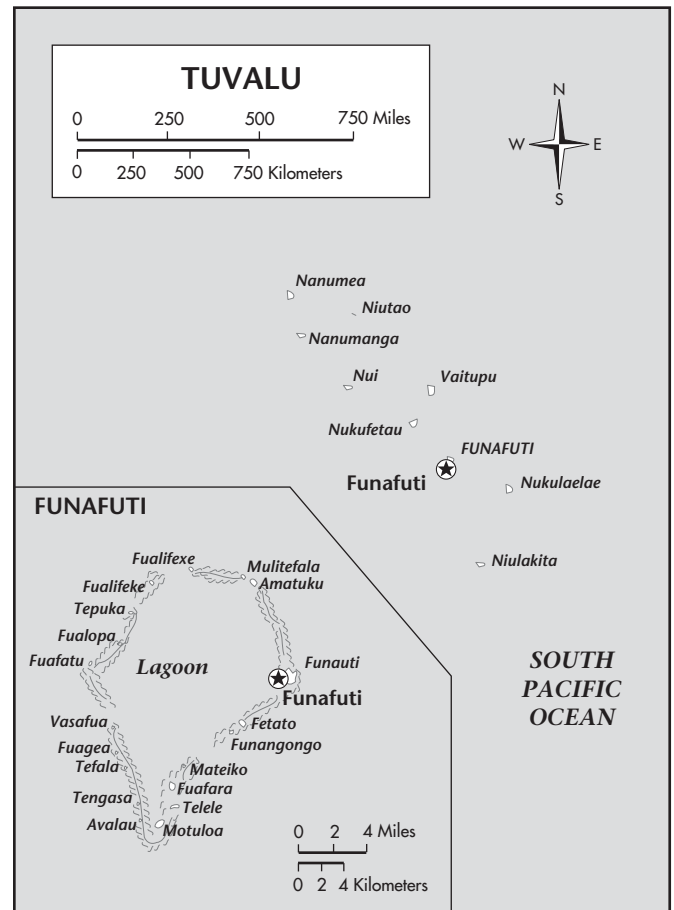 TUVALU
0 250 500 750 Miles
0 250 500 750 Kilometers
N
W E
S
Nanumea
Niutao
Nanumanga
Nui
Vaitupu
Nukufetau
FUNAFUTI
Funafuti
Nukulaelae
Niulakita
SOUTH
PACIFIC
OCEAN
FUNAFUTI
Fualifexe
Mulitefala
Fualifeke
Amatuku
Tepuka
Fualopa
Fuafatu
Lagoon
Funauti
Funafuti
Vasafua
Fetato
Fuagea
Funangongo
Tefala
Mateiko
Fuafara
Tengasa
Telele
Avalau
Motuloa
0 2 4 Miles
0 2 4 Kilometers